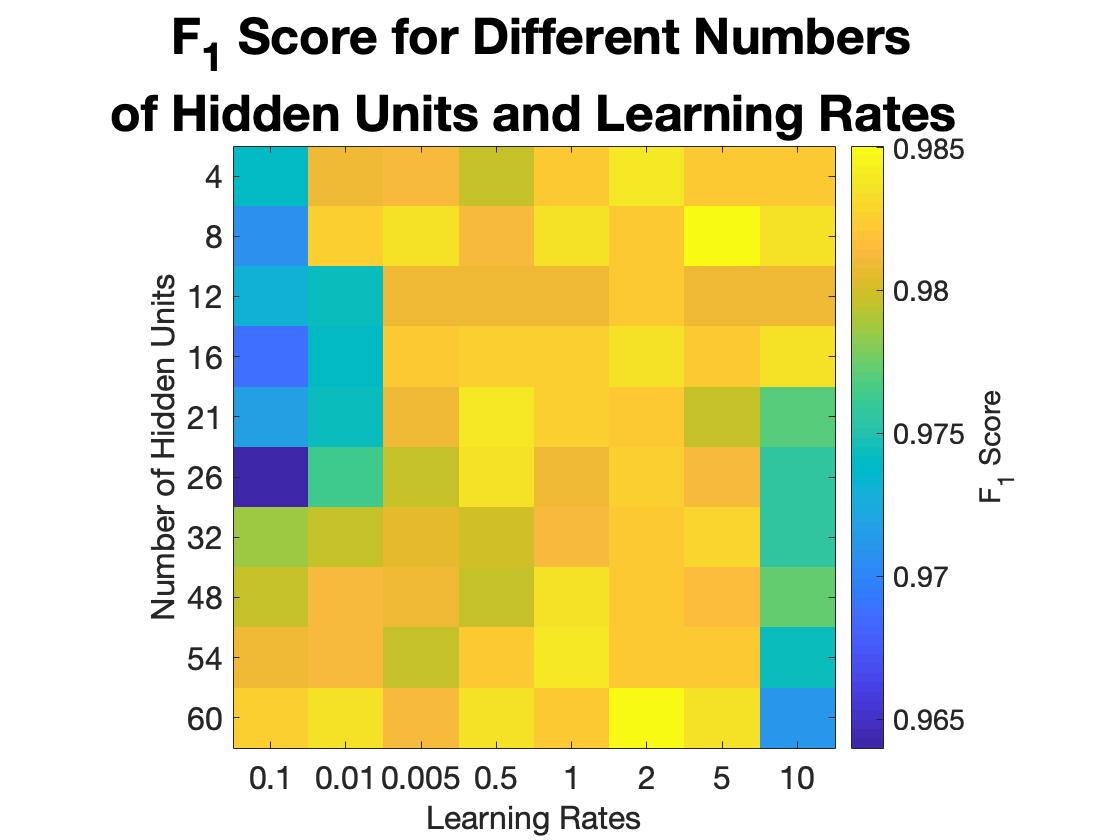 F₁ Score for Different Numbers
of Hidden Units and Learning Rates
Number of Hidden Units
4
8
12
16
21
26
32
48
54
60
0.1 0.01 0.005 0.5 1 2 5 10
Learning Rates
0.985
0.98
0.975
0.97
0.965
F₁ Score